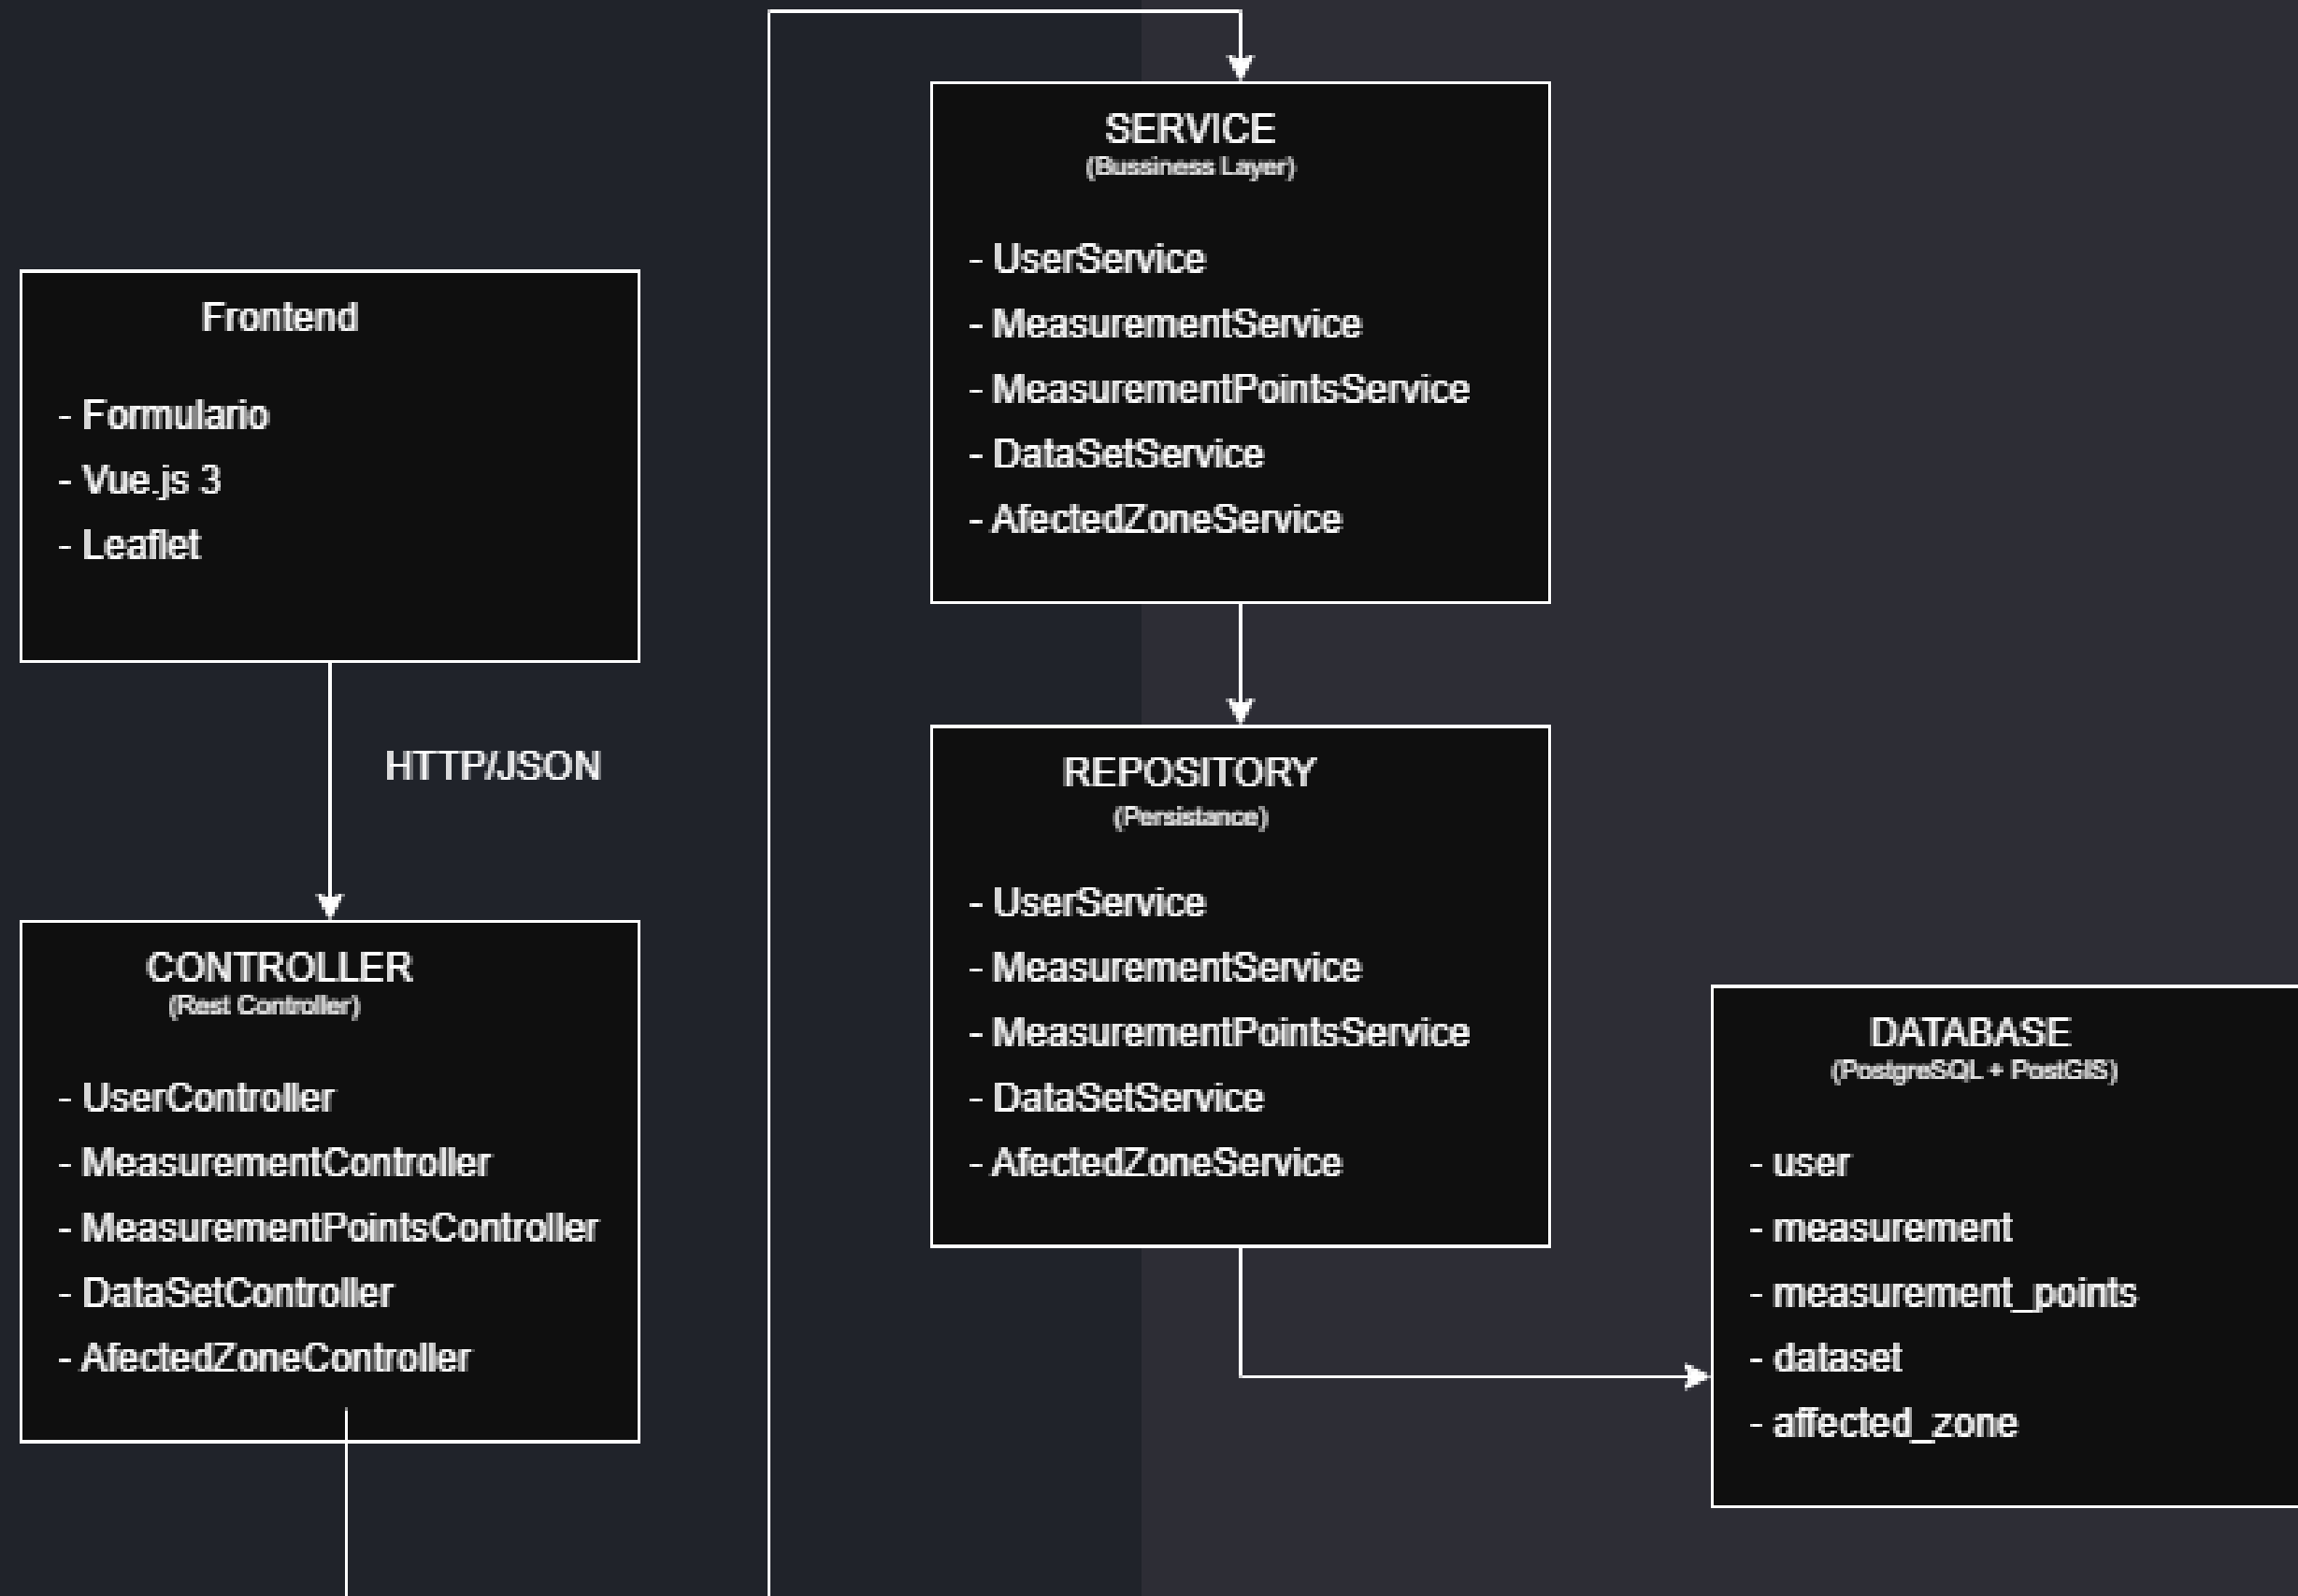 Frontend
- Formulario
- Vue.js 3
- Leaflet
HTTP/JSON
CONTROLLER
(Rest Controller)
- UserController
- MeasurementController
- MeasurementPointsController
- DataSetController
- AfectedZoneController
SERVICE
(Bussiness Layer)
- UserService
- MeasurementService
- MeasurementPointsService
- DataSetService
- AfectedZoneService
REPOSITORY
(Persistance)
- UserService
- MeasurementService
- MeasurementPointsService
- DataSetService
- AfectedZoneService
DATABASE
(PostgreSQL + PostGIS)
- user
- measurement
- measurement_points
- dataset
- affected_zone